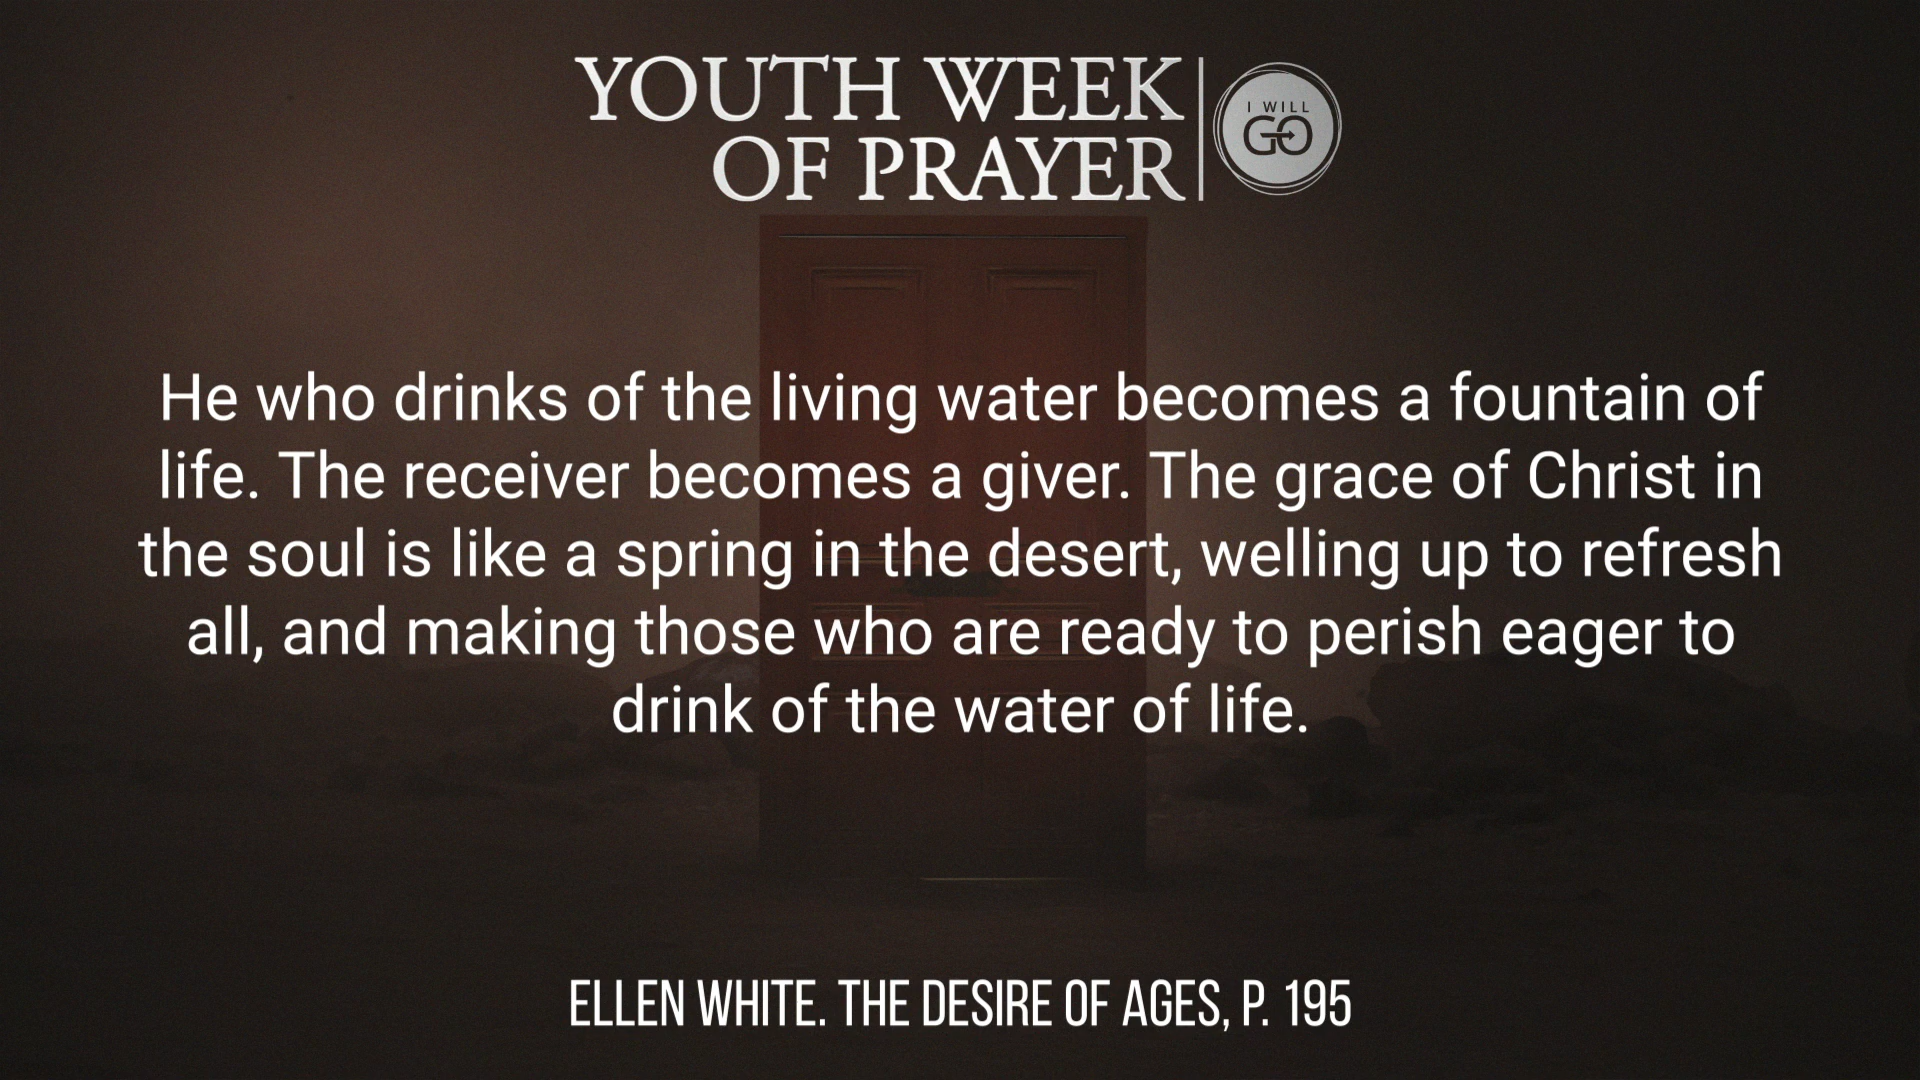 YOUTH WEEK
OF PRAYER
I WILL
GO
He who drinks of the living water becomes a fountain of
life. The receiver becomes a giver. The grace of Christ in
the soul is like a spring in the desert, welling up to refresh
all, and making those who are ready to perish eager to
drink of the water of life.
ELLEN WHITE. THE DESIRE OF AGES, P. 195